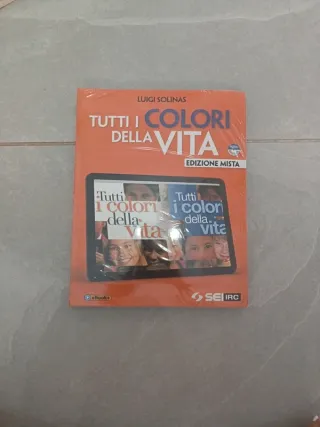 LUIGI SOLINAS
TUTTI I COLORI
DELLA VITA
EDIZIONE MISTA
Tutti
i colori
della
vita
Tutti
i colori
della
vita
SEI IRC